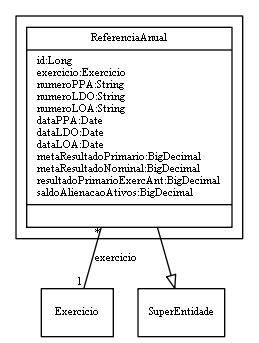 ReferenciaAnual
id:Long
exercicio:Exercicio
numeroPPA:String
numeroLDO:String
numeroLOA:String
dataPPA:Date
dataLDO:Date
dataLOA:Date
metaResultadoPrimario:BigDecimal
metaResultadoNominal:BigDecimal
resultadoPrimarioExercAnt:BigDecimal
saldoAlienacaoAtivos:BigDecimal
*
exercicio
1
Exercicio
SuperEntidade